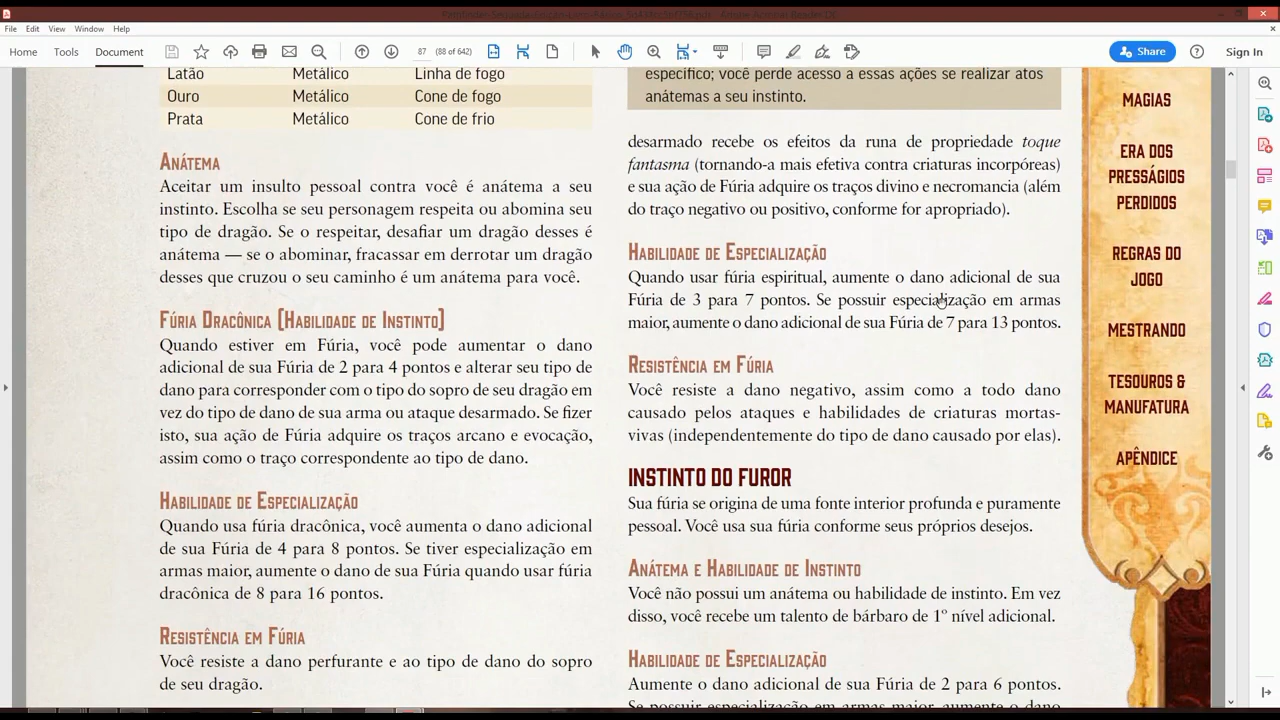 File Edit View Window Help
Home Tools Document
87 (88 of 642)
Share
Sign In
Latão Metálico Linha de fogo
Ouro Metálico Cone de fogo
Prata Metálico Cone de frio
Anátema
Aceitar um insulto pessoal contra você é anátema a seu
instinto. Escolha se seu personagem respeita ou abomina seu
tipo de dragão. Se o respeitar, desafiar um dragão desses é
anátema — se o abominar, fracassar em derrotar um dragão
desses que cruzou o seu caminho é um anátema para você.
Fúria Dracônica (Habilidade de Instinto)
Quando estiver em Fúria, você pode aumentar o dano
adicional de sua Fúria de 2 para 4 pontos e alterar seu tipo de
dano para corresponder com o tipo do sopro de seu dragão em
vez do tipo de dano de sua arma ou ataque desarmado. Se fizer
isto, sua ação de Fúria adquire os traços arcano e evocação,
assim como o traço correspondente ao tipo de dano.
Habilidade de Especialização
Quando usa fúria dracônica, você aumenta o dano adicional
de sua Fúria de 4 para 8 pontos. Se tiver especialização em
armas maior, aumente o dano de sua Fúria quando usar fúria
dracônica de 8 para 16 pontos.
Resistência em Fúria
Você resiste a dano perfurante e ao tipo de dano do sopro
de seu dragão.
específico; você perde acesso a essas ações se realizar atos
anátemas a seu instinto.
desarmado recebe os efeitos da runa de propriedade toque
fantasma (tornando-a mais efetiva contra criaturas incorpóreas)
e sua ação de Fúria adquire os traços divino e necromancia (além
do traço negativo ou positivo, conforme for apropriado).
Habilidade de Especialização
Quando usar fúria espiritual, aumente o dano adicional de sua
Fúria de 3 para 7 pontos. Se possuir especialização em armas
maior, aumente o dano adicional de sua Fúria de 7 para 13 pontos.
Resistência em Fúria
Você resiste a dano negativo, assim como a todo dano
causado pelos ataques e habilidades de criaturas mortas-
vivas (independentemente do tipo de dano causado por elas).
INSTINTO DO FUROR
Sua fúria se origina de uma fonte interior profunda e puramente
pessoal. Você usa sua fúria conforme seus próprios desejos.
Anátema e Habilidade de Instinto
Você não possui um anátema ou habilidade de instinto. Em vez
disso, você recebe um talento de bárbaro de 1º nível adicional.
Habilidade de Especialização
Aumente o dano adicional de sua Fúria de 2 para 6 pontos.
Se possuir especialização em armas maior, aumente o dano
MAGIAS
ERA DOS
PRESSÁGIOS
PERDIDOS
REGRAS DO
JOGO
MESTRANDO
TESOUROS &
MANUFATURA
APÊNDICE